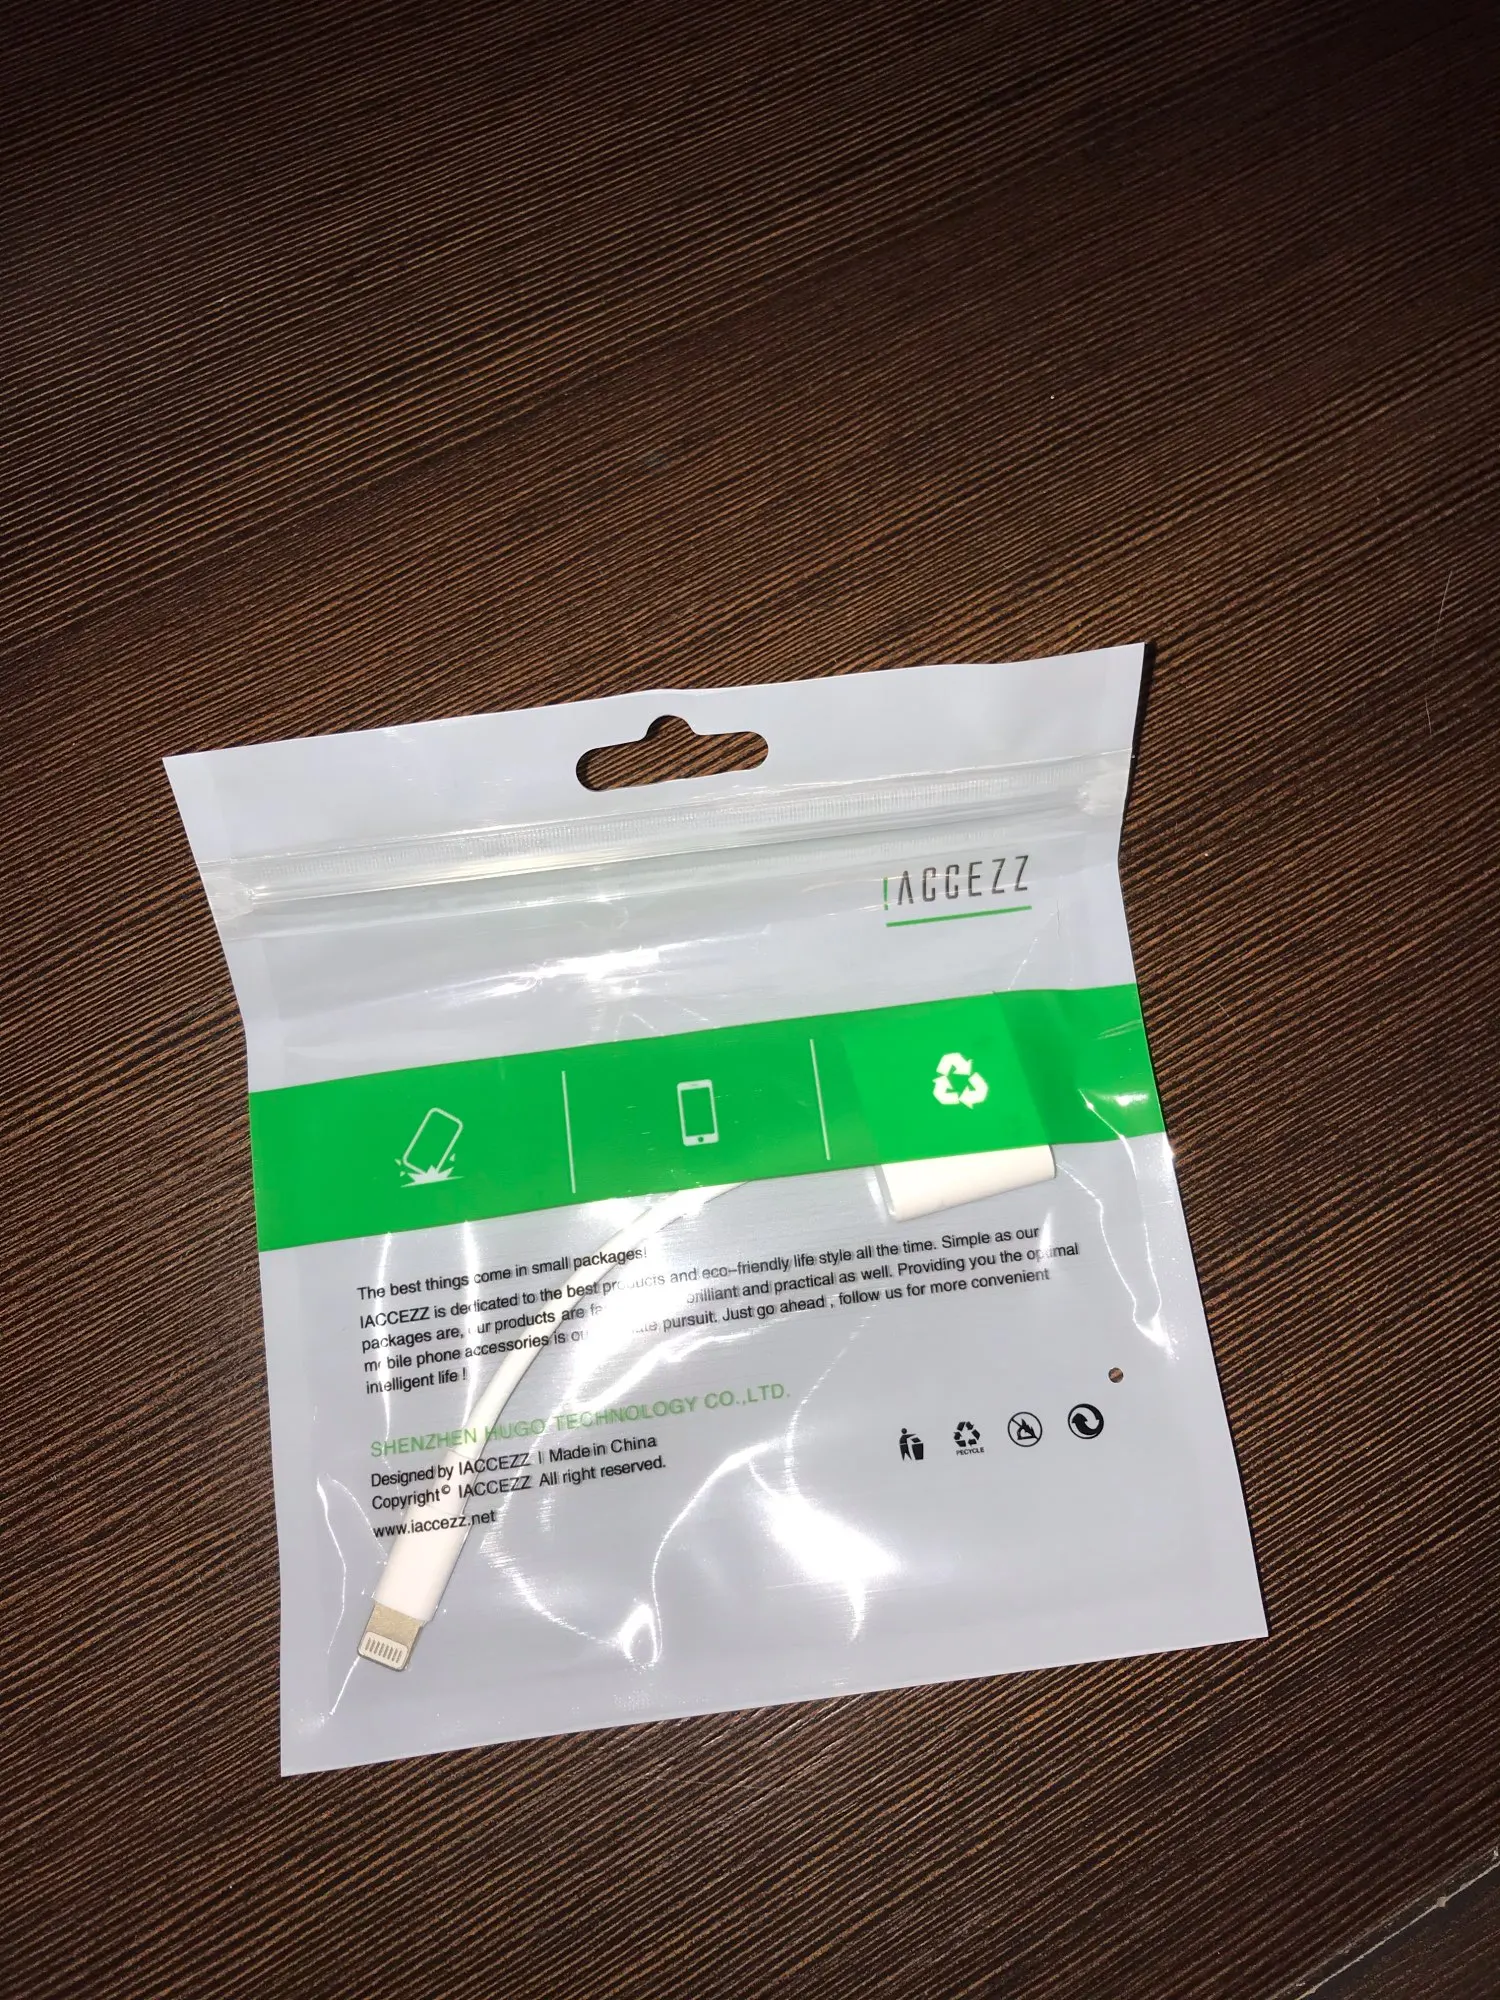 !ACCEZZ
The best things come in small packages!
IACCEZZ is dedicated to the best products and eco-friendly life style all the time. Simple as our
packages are, our products are brilliant and practical as well. Providing you the optimal
mobile phone accessories is pursuit. Just go ahead , follow us for more convenient
intelligent life !
SHENZHEN HUGO TECHNOLOGY CO.,LTD.
Designed by IACCEZZ | Made in China
Copyright© IACCEZZ All right reserved.
www.iaccezz.net
RECYCLE